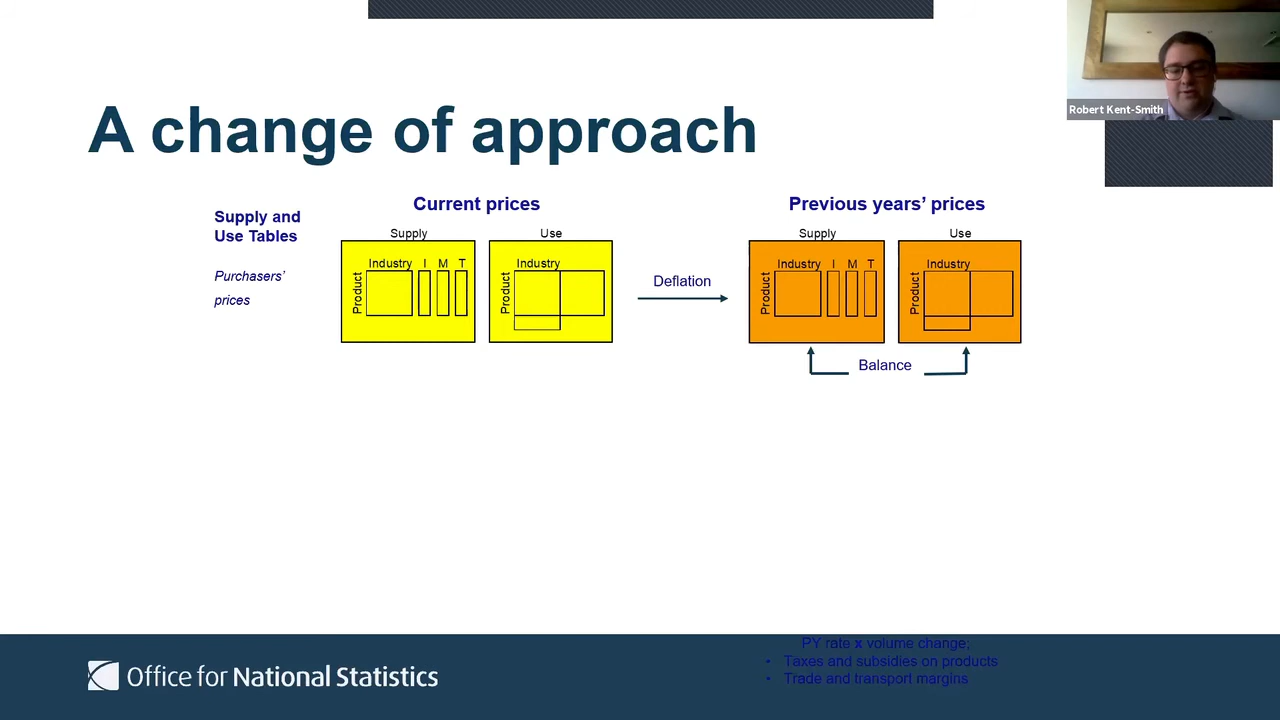 Robert Kent-Smith
A change of approach
Supply and
Use Tables
Purchasers'
prices
Current prices
Supply
Industry I M T
Product
Use
Industry
Product
Deflation
Previous years' prices
Supply
Industry I M T
Product
Use
Industry
Product
Balance
PY rate x volume change;
• Taxes and subsidies on products
• Trade and transport margins
Office for National Statistics